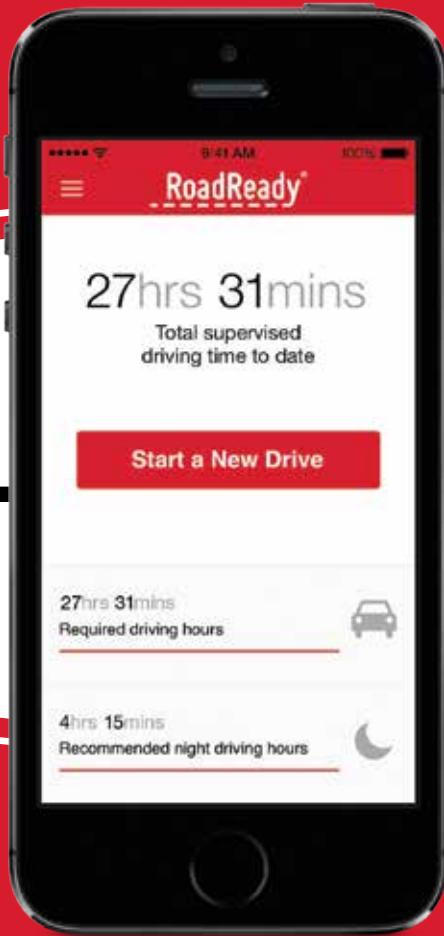 9:41 AM 100%
RoadReady®
27hrs 31mins
Total supervised
driving time to date
Start a New Drive
27hrs 31mins
Required driving hours
4hrs 15mins
Recommended night driving hours